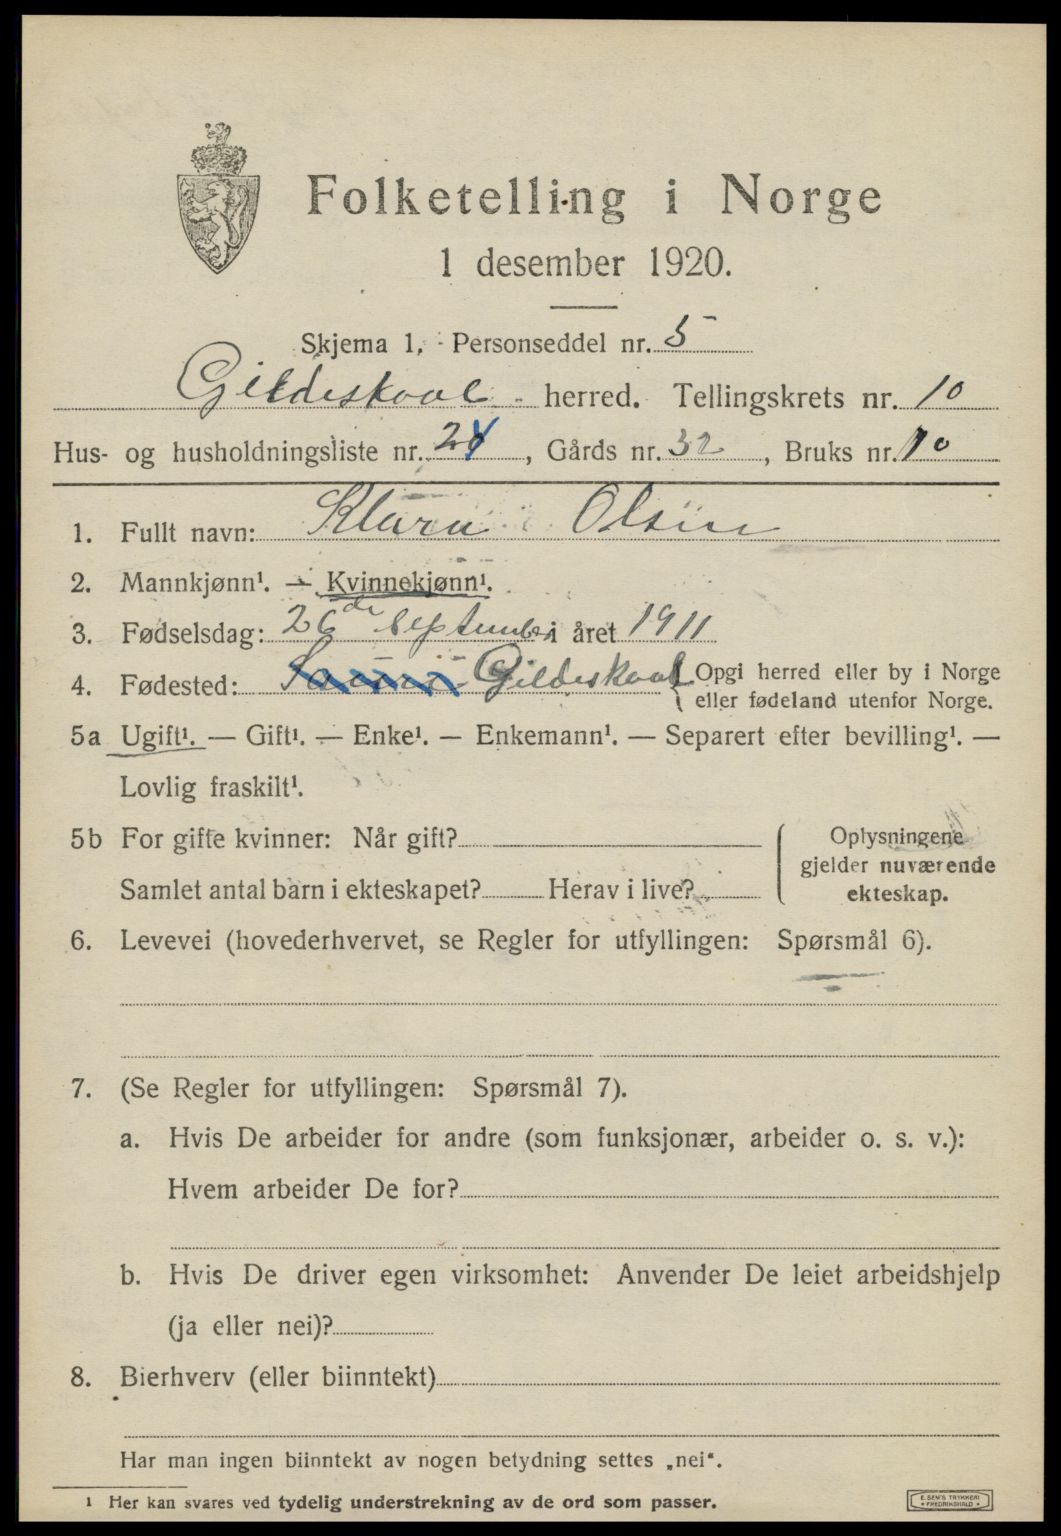 Folketelling i Norge
1 desember 1920.
Skjema 1. Personseddel nr. 5
Gildeskaal herred. Tellingskrets nr. 10
Hus- og husholdningsliste nr. 24, Gårds nr. 32, Bruks nr. 10
1. Fullt navn: Klara Olsen
2. Mannkjønn¹. — Kvinnekjønn¹.
3. Fødselsdag: 26de September i året 1911
4. Fødested: Gildeskaal { Opgi herred eller by i Norge
eller fødeland utenfor Norge.
5a Ugift¹. — Gift¹. — Enke¹. — Enkemann¹. — Separert efter bevilling¹. —
Lovlig fraskilt¹.
5b For gifte kvinner: Når gift?
Samlet antal barn i ekteskapet? Herav i live?
Oplysningene
gjelder nuværende
ekteskap.
6. Levevei (hovederhvervet, se Regler for utfyllingen: Spørsmål 6).
7. (Se Regler for utfyllingen: Spørsmål 7).
a. Hvis De arbeider for andre (som funksjonær, arbeider o. s. v.):
Hvem arbeider De for?
b. Hvis De driver egen virksomhet: Anvender De leiet arbeidshjelp
(ja eller nei)?
8. Bierhverv (eller biinntekt)
Har man ingen biinntekt av nogen betydning settes „nei“.
¹ Her kan svares ved tydelig understrekning av de ord som passer.
E. SEM'S TRYKKERI
• FREDRIKSHALD •